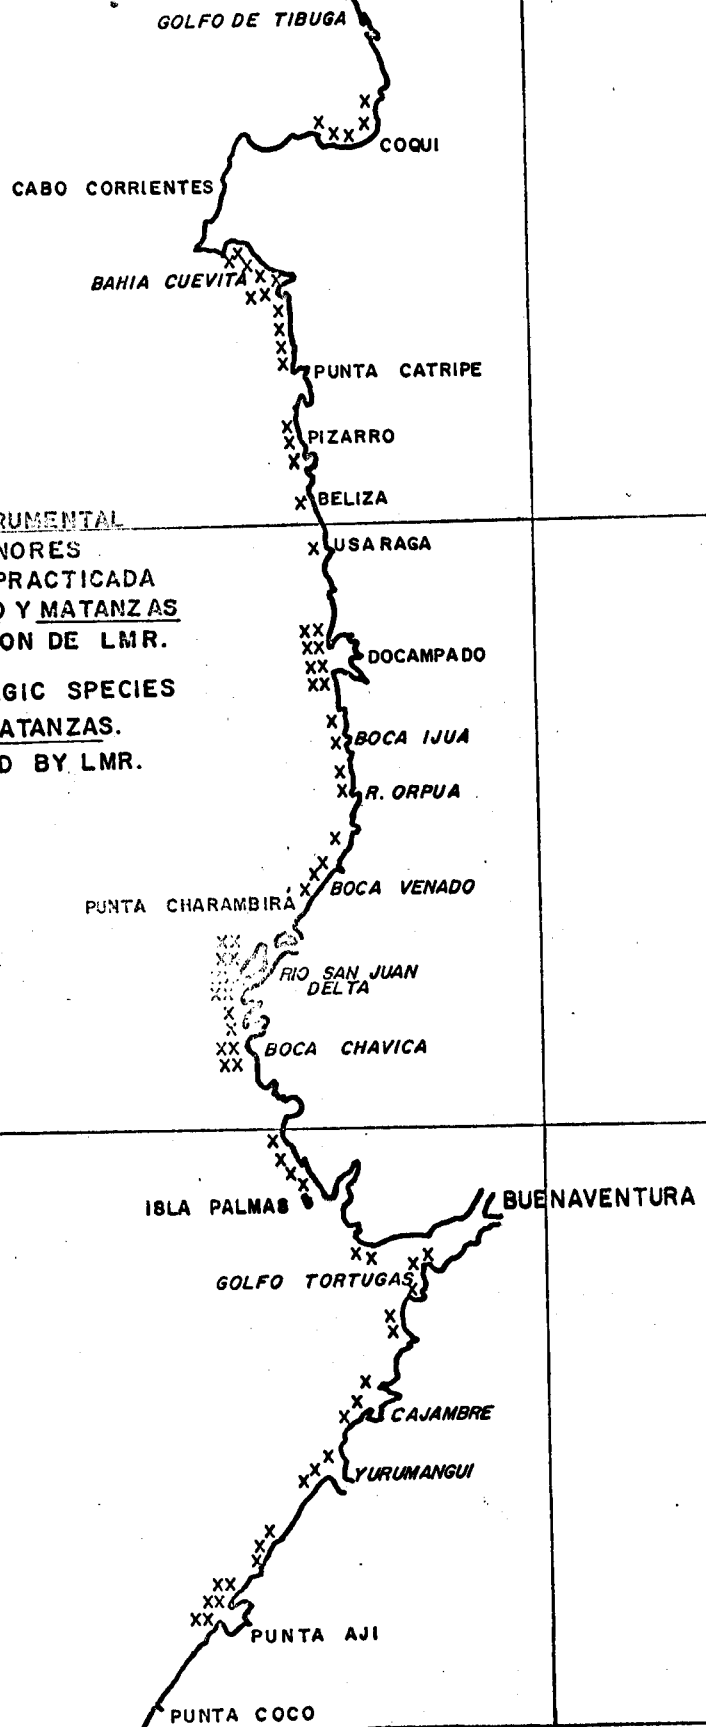 GOLFO DE TIBUGA
COQUI
CABO CORRIENTES
BAHIA CUEVITA
PUNTA CATRIPE
PIZARRO
BELIZA
RUMENTAL
USARAGA
NORES
PRACTICADA
O Y MATANZAS
ON DE LMR.
DOCAMPADO
GIC SPECIES
ATANZAS.
BOCA IJUA
D BY LMR.
R. ORPUA
BOCA VENADO
PUNTA CHARAMBIRÁ
RIO SAN JUAN
DELTA
BOCA CHAVICA
ISLA PALMAS
BUENAVENTURA
GOLFO TORTUGAS
CAJAMBRE
YURUMANGUI
PUNTA AJI
PUNTA COCO